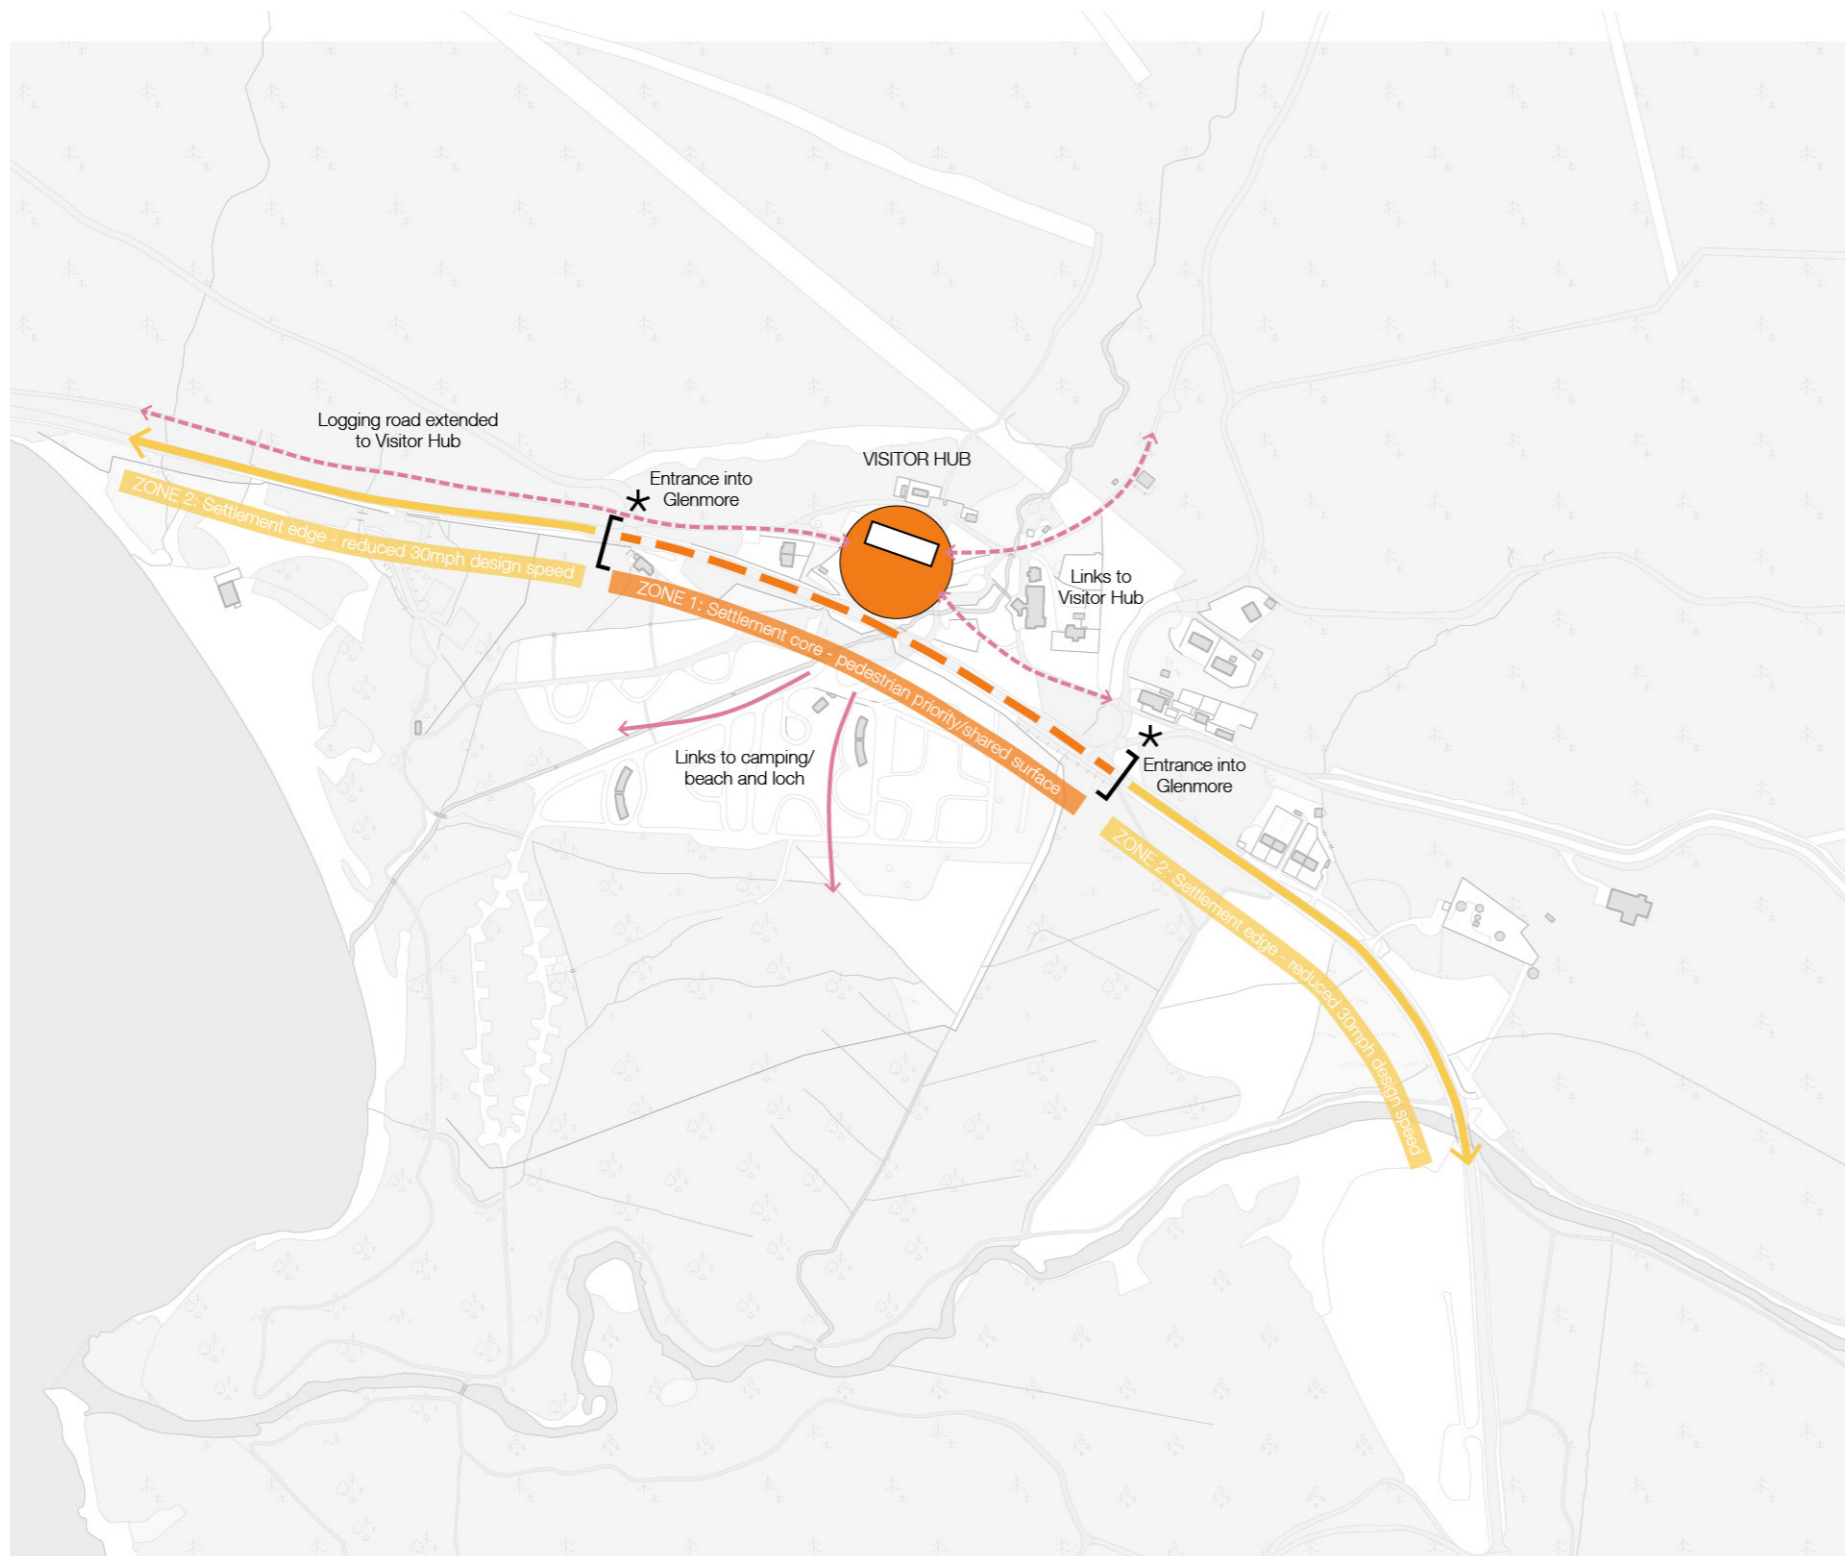 Logging road extended
to Visitor Hub
VISITOR HUB
Entrance into
Glenmore
ZONE 2: Settlement edge - reduced 30mph design speed
Links to
Visitor Hub
ZONE 1: Settlement core - pedestrian priority/shared surface
Links to camping/
beach and loch
Entrance into
Glenmore
ZONE 2: Settlement edge - reduced 30mph design speed